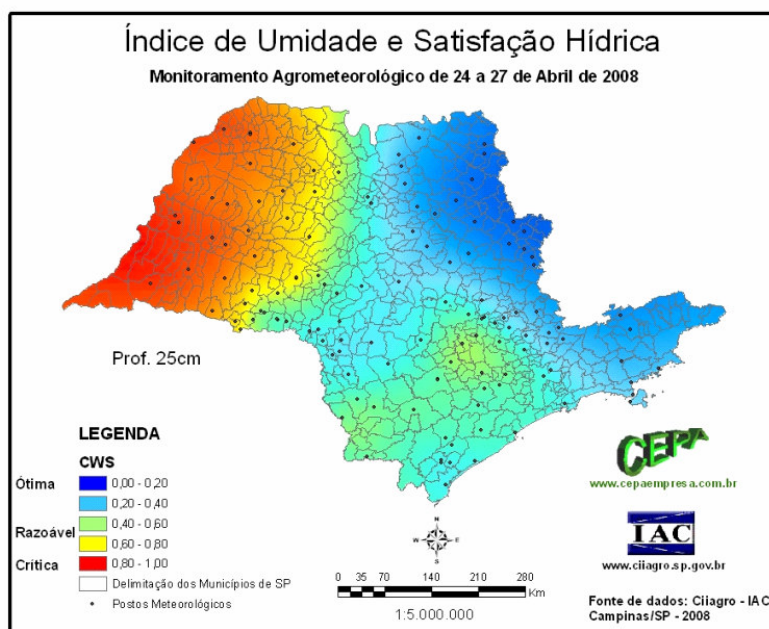 Índice de Umidade e Satisfação Hídrica
Monitoramento Agrometeorológico de 24 a 27 de Abril de 2008
Prof. 25cm
LEGENDA
CWS
Ótima
0,00 - 0,20
0,20 - 0,40
Razoável
0,40 - 0,60
0,60 - 0,80
Crítica
0,80 - 1,00
Delimitação dos Municípios de SP
Postos Meteorológicos
N
W E
S
0 35 70 140 210 280
Km
1:5.000.000
CEPA
www.cepaempresa.com.br
IAC
www.ciiagro.sp.gov.br
Fonte de dados: Ciiagro - IAC
Campinas/SP - 2008